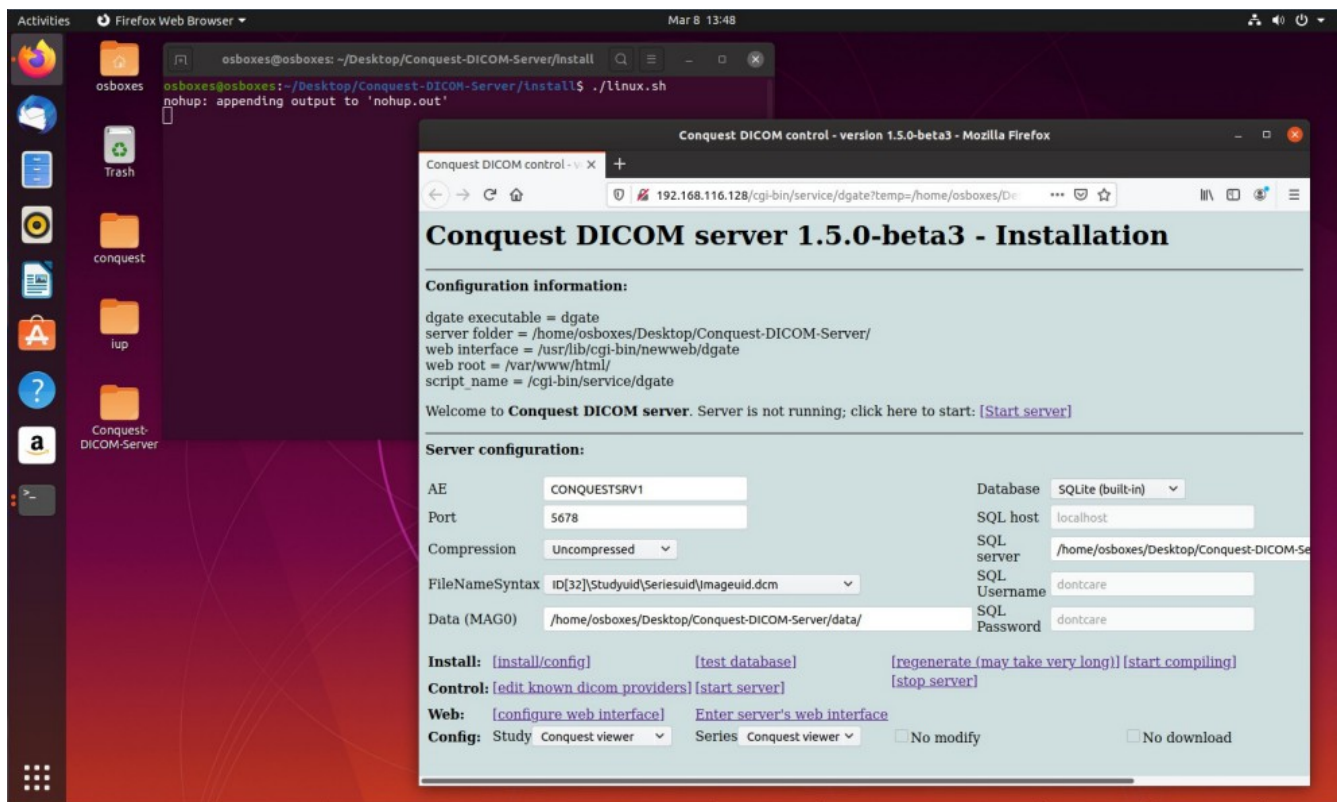 Activities Firefox Web Browser Mar 8 13:48
osboxes
Trash
conquest
iup
Conquest-
DICOM-Server
osboxes@osboxes: ~/Desktop/Conquest-DICOM-Server/install
osboxes@osboxes:~/Desktop/Conquest-DICOM-Server/install$ ./linux.sh
nohup: appending output to 'nohup.out'
Conquest DICOM control - version 1.5.0-beta3 - Mozilla Firefox
Conquest DICOM control - v
192.168.116.128/cgi-bin/service/dgate?temp=/home/osboxes/De
Conquest DICOM server 1.5.0-beta3 - Installation
Configuration information:
dgate executable = dgate
server folder = /home/osboxes/Desktop/Conquest-DICOM-Server/
web interface = /usr/lib/cgi-bin/newweb/dgate
web root = /var/www/html/
script_name = /cgi-bin/service/dgate
Welcome to Conquest DICOM server. Server is not running; click here to start: [Start server]
Server configuration:
AE CONQUESTSRV1 Database SQLite (built-in)
Port 5678 SQL host localhost
Compression Uncompressed SQL server /home/osboxes/Desktop/Conquest-DICOM-Se
FileNameSyntax ID[32]\Studyuid\Seriesuid\Imageuid.dcm SQL Username dontcare
Data (MAG0) /home/osboxes/Desktop/Conquest-DICOM-Server/data/ SQL Password dontcare
Install: [install/config] [test database] [regenerate (may take very long)] [start compiling]
Control: [edit known dicom providers] [start server] [stop server]
Web: [configure web interface] Enter server's web interface
Config: Study Conquest viewer Series Conquest viewer No modify No download